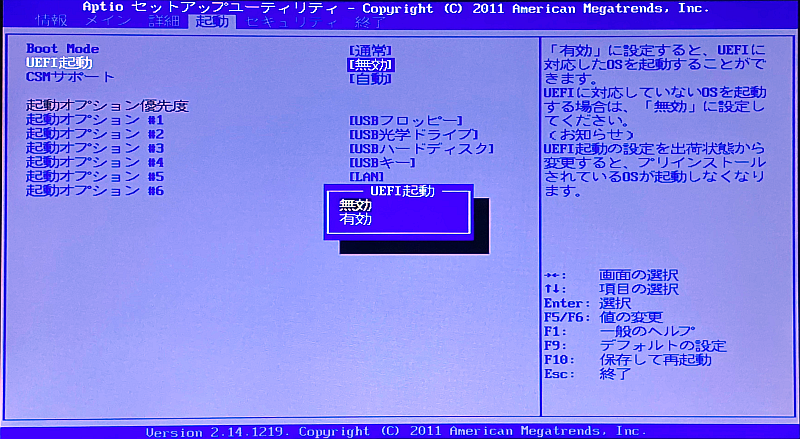 Aptio セットアップユーティリティ - Copyright (C) 2011 American Megatrends, Inc.
情報 メイン 詳細 起動 セキュリティ 終了
Boot Mode [通常]
UEFI起動 [無効]
CSMサポート [自動]
起動オプション優先度
起動オプション #1 [USBフロッピー]
起動オプション #2 [USB光学ドライブ]
起動オプション #3 [USBハードディスク]
起動オプション #4 [USBキー]
起動オプション #5 [LAN]
起動オプション #6
UEFI起動
無効
有効
「有効」に設定すると、UEFIに
対応したOSを起動することがで
きます。
UEFIに対応していないOSを起動
する場合は、「無効」に設定し
てください。
(お知らせ)
UEFI起動の設定を出荷状態から
変更すると、プリインストール
されているOSが起動しなくなり
ます。
→←: 画面の選択
↑↓: 項目の選択
Enter: 選択
F5/F6: 値の変更
F1: 一般のヘルプ
F9: デフォルトの設定
F10: 保存して再起動
Esc: 終了
Version 2.14.1219. Copyright (C) 2011 American Megatrends, Inc.